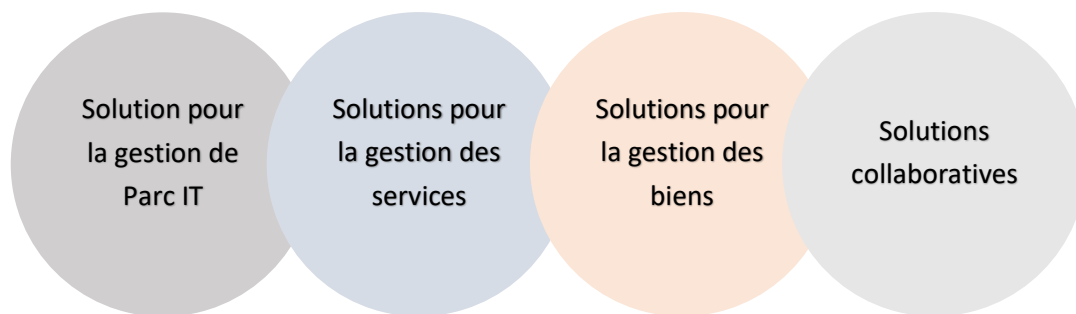 Solution pour
la gestion de
Parc IT
Solutions pour
la gestion des
services
Solutions pour
la gestion des
biens
Solutions
collaboratives